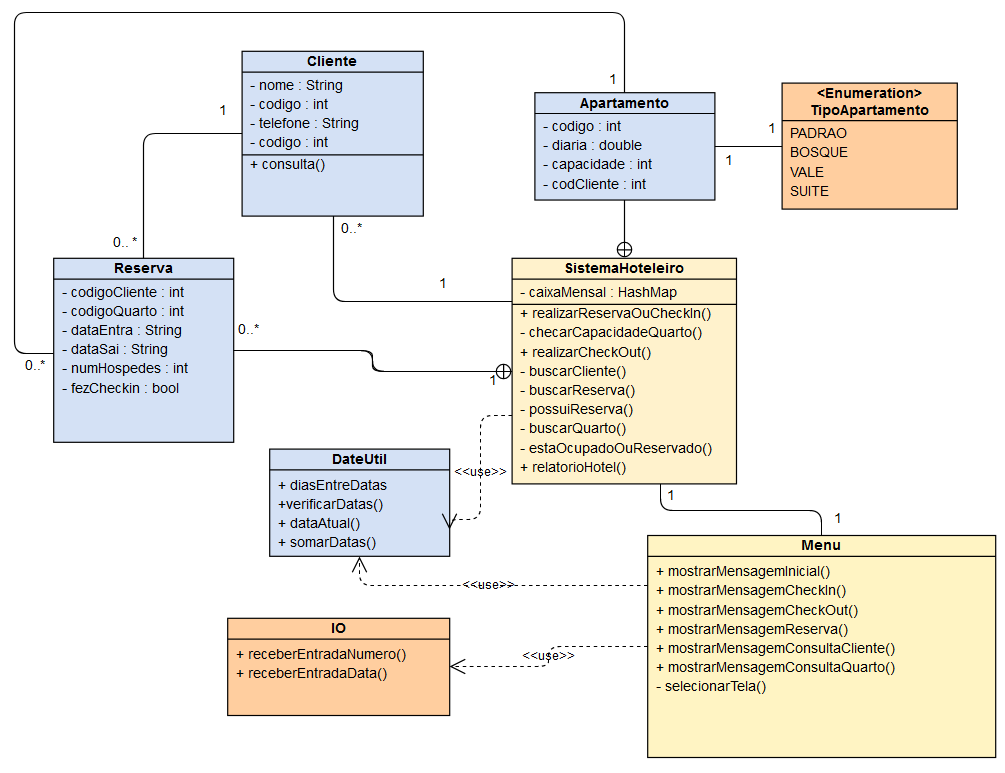 Cliente
- nome : String
- codigo : int
- telefone : String
- codigo : int
+ consulta()
1
0.. *
0..*
1
1
Apartamento
- codigo : int
- diaria : double
- capacidade : int
- codCliente : int
1
1
<Enumeration>
TipoApartamento
PADRAO
BOSQUE
VALE
SUITE
Reserva
- codigoCliente : int
- codigoQuarto : int
- dataEntra : String
- dataSai : String
- numHospedes : int
- fezCheckin : bool
0..*
0..*
1
SistemaHoteleiro
- caixaMensal : HashMap
+ realizarReservaOuCheckIn()
- checarCapacidadeQuarto()
+ realizarCheckOut()
- buscarCliente()
- buscarReserva()
- possuiReserva()
- buscarQuarto()
- estaOcupadoOuReservado()
+ relatorioHotel()
<<use>>
1
1
DateUtil
+ diasEntreDatas
+verificarDatas()
+ dataAtual()
+ somarDatas()
<<use>>
Menu
+ mostrarMensagemInicial()
+ mostrarMensagemCheckIn()
+ mostrarMensagemCheckOut()
+ mostrarMensagemReserva()
+ mostrarMensagemConsultaCliente()
+ mostrarMensagemConsultaQuarto()
- selecionarTela()
<<use>>
IO
+ receberEntradaNumero()
+ receberEntradaData()